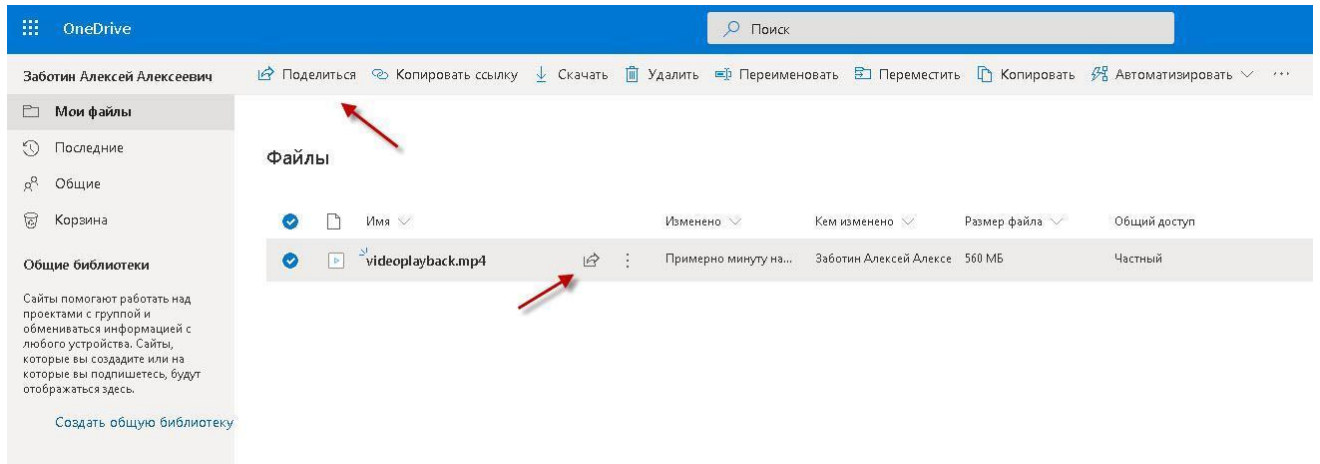 OneDrive
Поиск
Заботин Алексей Алексеевич
Поделиться Копировать ссылку Скачать Удалить Переименовать Переместить Копировать Автоматизировать ...
Мои файлы
Последние
Общие
Корзина
Общие библиотеки
Сайты помогают работать над
проектами с группой и
обмениваться информацией с
любого устройства. Сайты,
которые вы создадите или на
которые вы подпишетесь, будут
отображаться здесь.
Создать общую библиотеку
Файлы
Имя Изменено Кем изменено Размер файла Общий доступ
videoplayback.mp4 Примерно минуту на... Заботин Алексей Алексе 560 МБ Частный